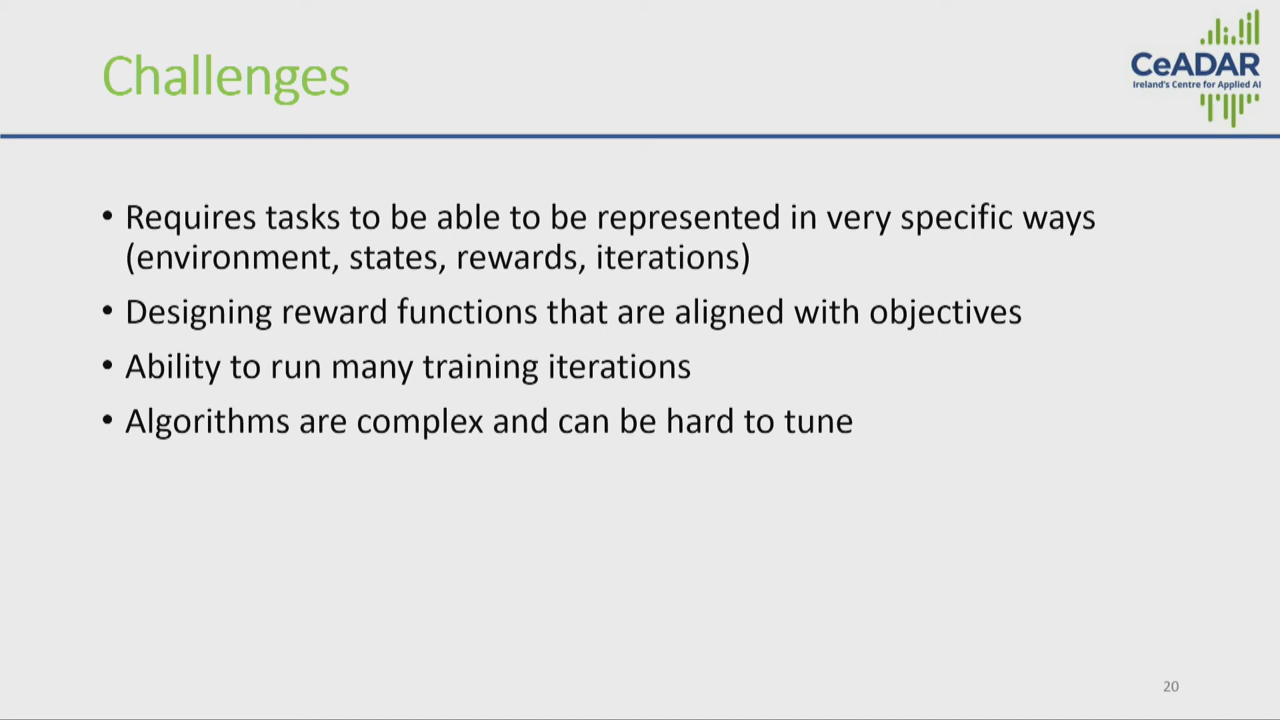 Challenges
CeADAR
Ireland's Centre for Applied AI
• Requires tasks to be able to be represented in very specific ways
(environment, states, rewards, iterations)
• Designing reward functions that are aligned with objectives
• Ability to run many training iterations
• Algorithms are complex and can be hard to tune
20